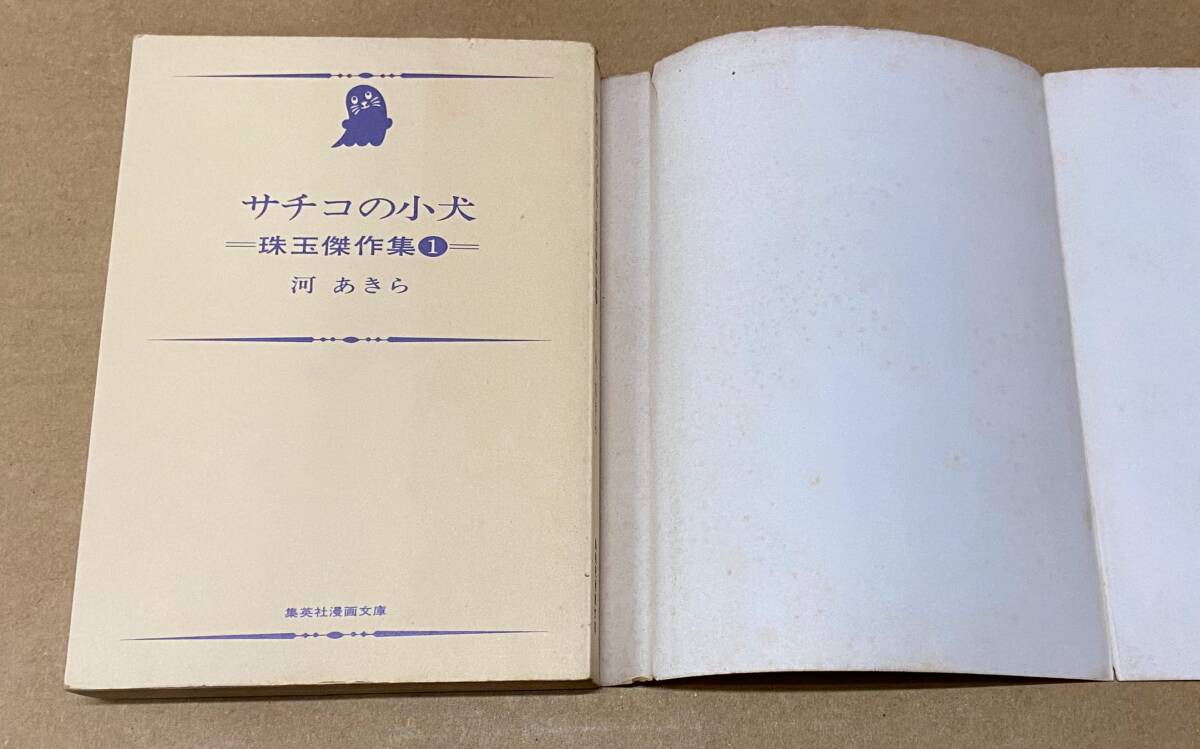 サチコの小犬
＝珠玉傑作集❶＝
河 あきら
集英社漫画文庫